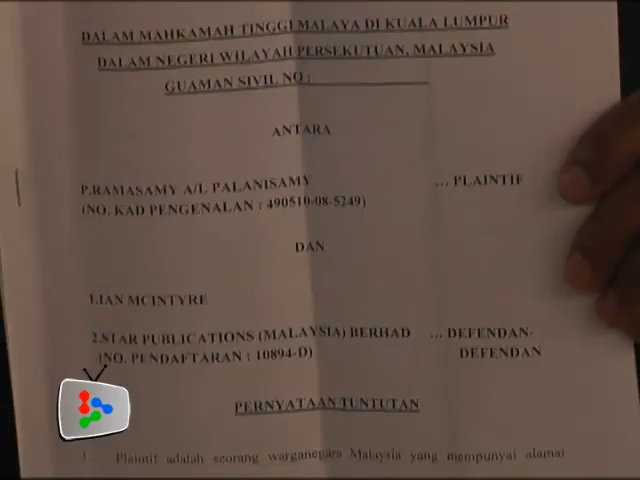 DALAM MAHKAMAH TINGGI MALAYA DI KUALA LUMPUR
DALAM NEGERI WILAYAH PERSEKUTUAN, MALAYSIA
GUAMAN SIVIL NO :
ANTARA
P.RAMASAMY A/L PALANISAMY ... PLAINTIF
(NO. KAD PENGENALAN : 490510-08-5249)
DAN
1.IAN MCINTYRE
2.STAR PUBLICATIONS (MALAYSIA) BERHAD ... DEFENDAN-
(NO. PENDAFTARAN : 10894-D) DEFENDAN
PERNYATAAN TUNTUTAN
1. Plaintif adalah seorang warganegara Malaysia yang mempunyai alamat